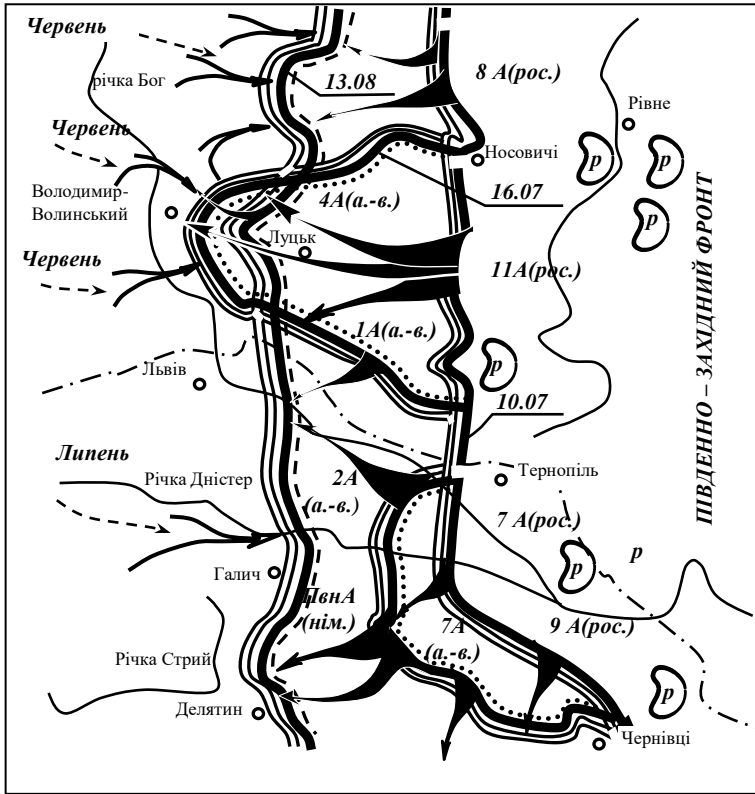 Червень
річка Бог
13.08
8 А(рос.)
Рівне
Червень
Носовичі
р
р
Володимир-
Волинський
4А(а.-в.)
16.07
р
Луцьк
Червень
11А(рос.)
1А(а.-в.)
р
Львів
10.07
ПІВДЕННО – ЗАХІДНИЙ ФРОНТ
Липень
Річка Дністер
2А
(а.-в.)
Тернопіль
7 А(рос.)
р
р
Галич
ПвнА
(нім.)
7А
(а.-в.)
9 А(рос.)
Річка Стрий
р
Делятин
Чернівці